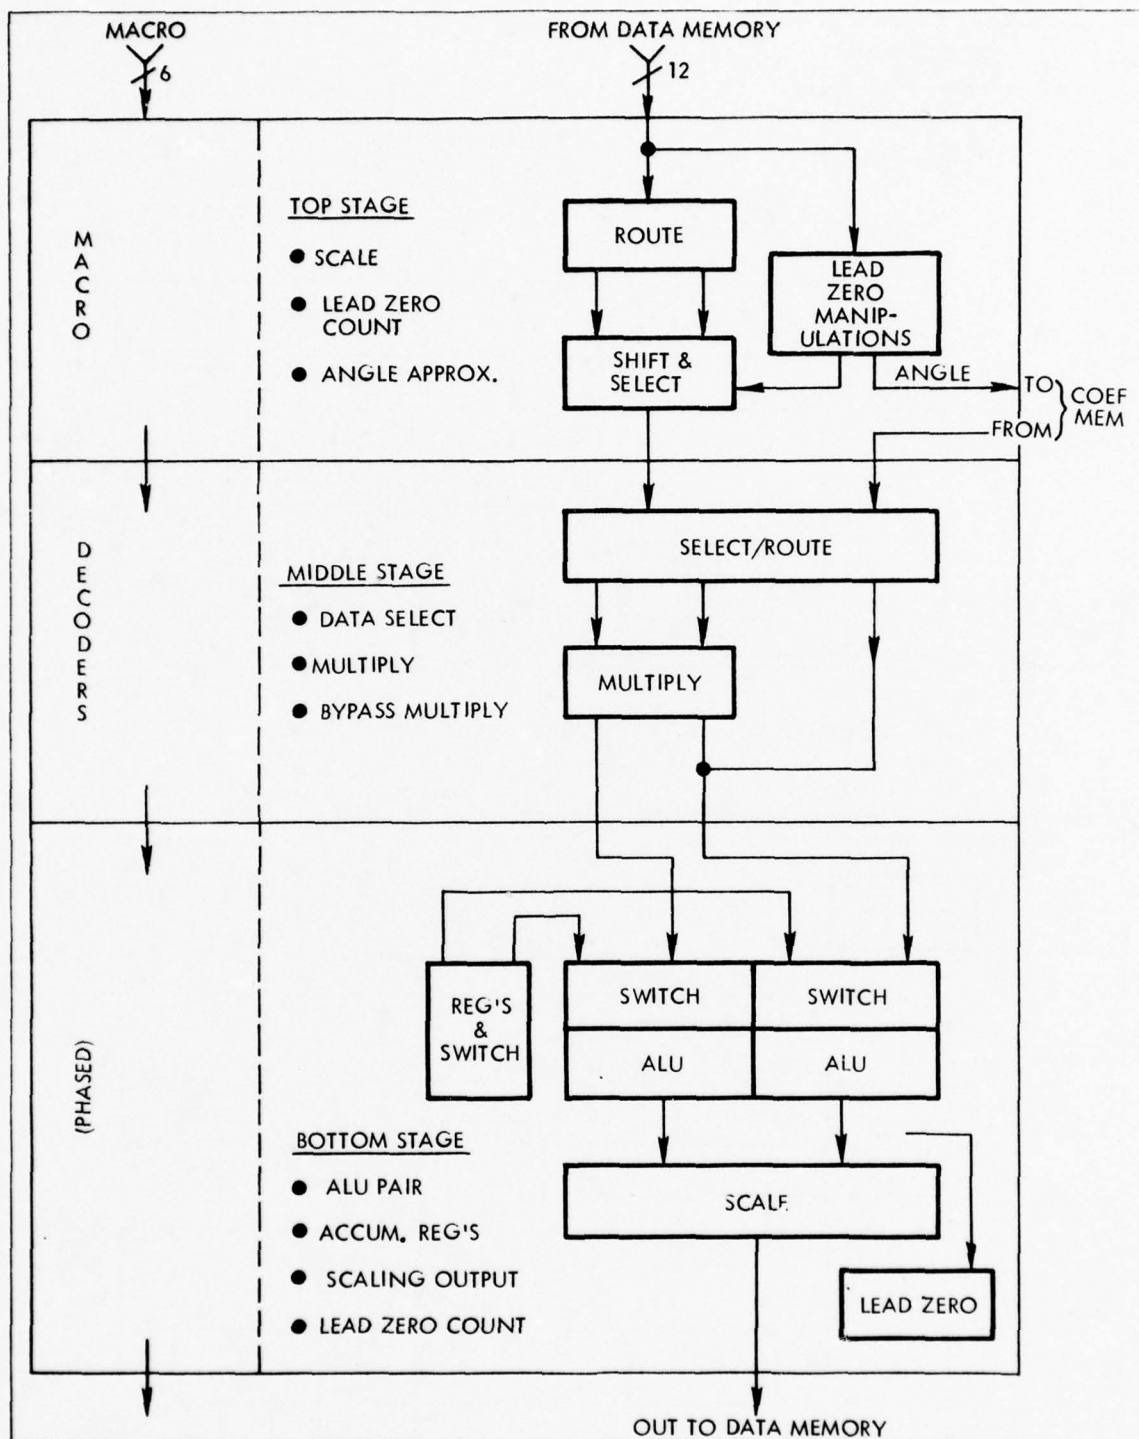 MACRO
FROM DATA MEMORY
6
12
MACRO
TOP STAGE
SCALE
LEAD ZERO
COUNT
ANGLE APPROX.
ROUTE
LEAD
ZERO
MANIP-
ULATIONS
SHIFT &
SELECT
ANGLE
TO
FROM
COEF
MEM
DECODERS
MIDDLE STAGE
DATA SELECT
MULTIPLY
BYPASS MULTIPLY
SELECT/ROUTE
MULTIPLY
(PHASED)
REG'S
&
SWITCH
SWITCH
SWITCH
ALU
ALU
BOTTOM STAGE
ALU PAIR
ACCUM. REG'S
SCALING OUTPUT
LEAD ZERO COUNT
SCALE
LEAD ZERO
OUT TO DATA MEMORY